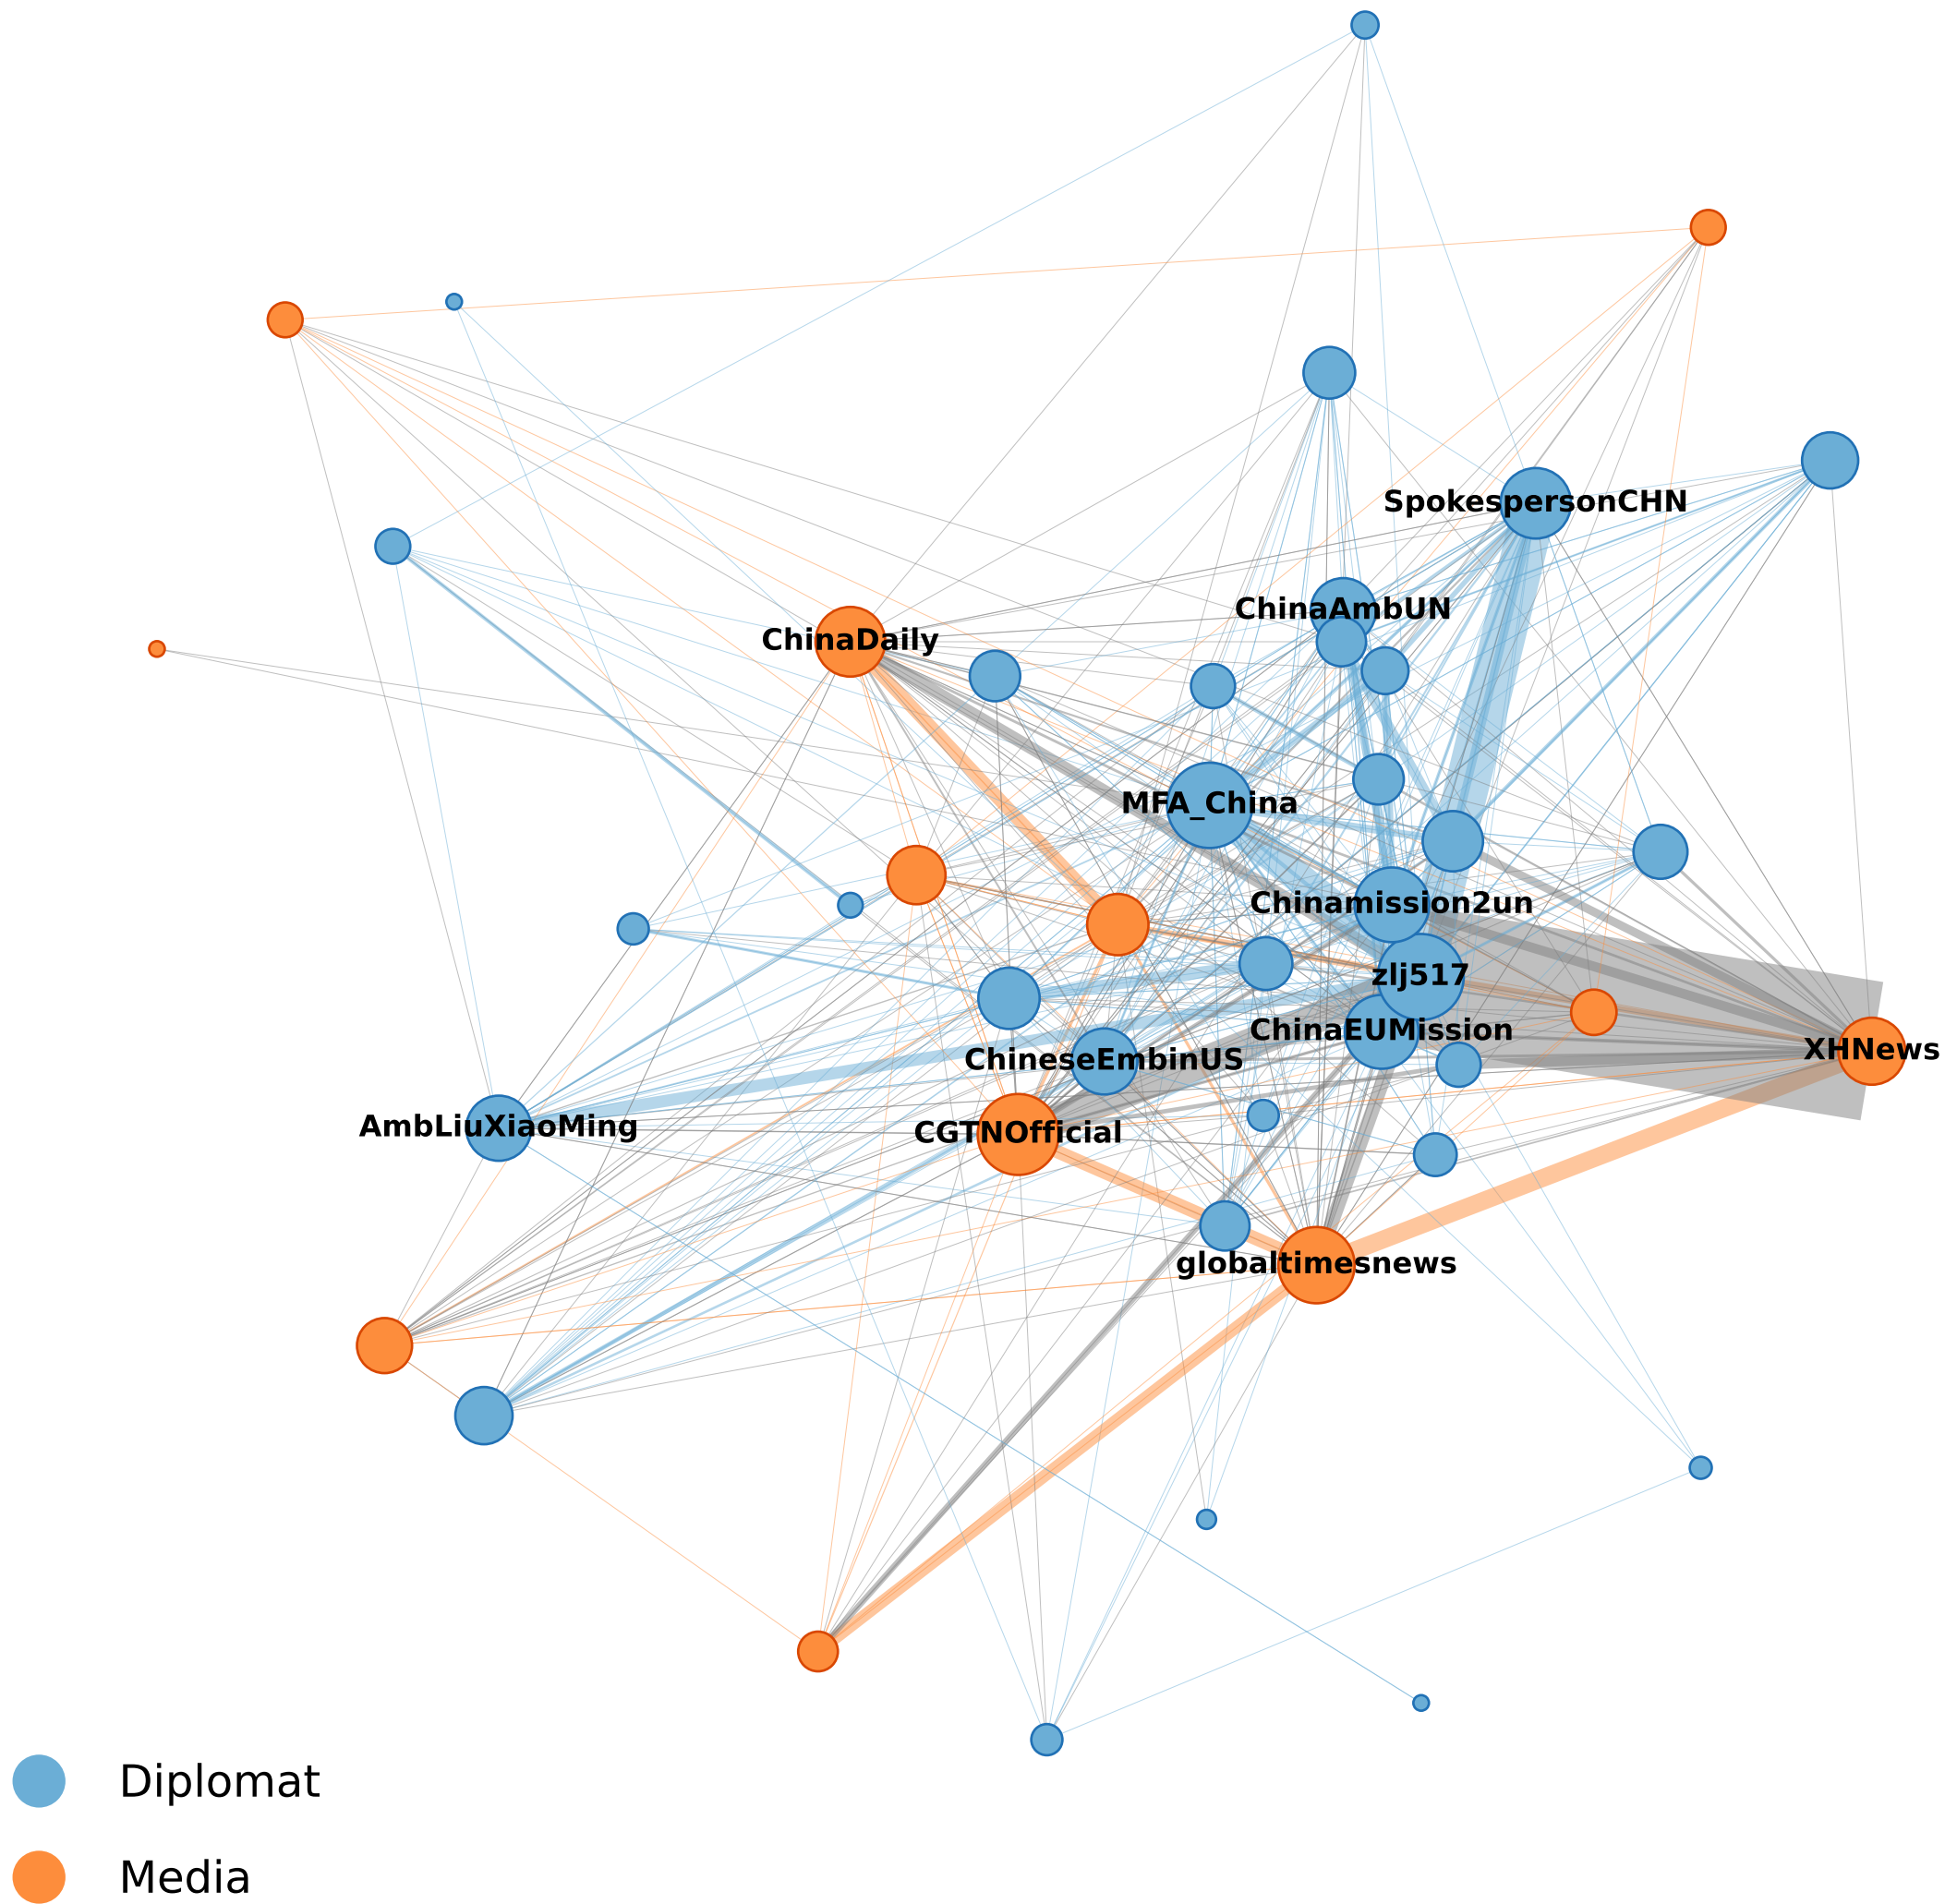 SpokespersonCHN
ChinaAmbUN
ChinaDaily
MFA_China
Chinamission2un
zlj517
ChinaEUMission
XHNews
ChineseEmbinUS
AmbLiuXiaoMing
CGTNOfficial
globaltimesnews
Diplomat
Media